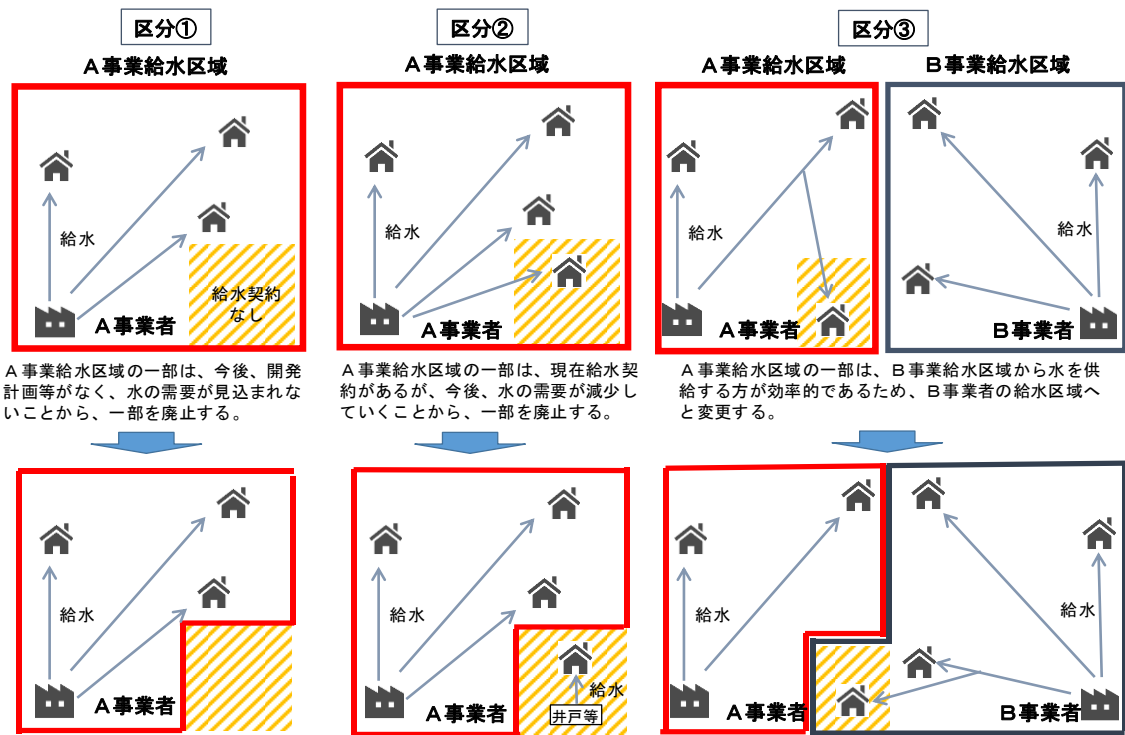 区分①
A事業給水区域
給水
給水契約
なし
A事業者
A事業給水区域の一部は、今後、開発
計画等がなく、水の需要が見込まれな
いことから、一部を廃止する。
給水
A事業者
区分②
A事業給水区域
給水
A事業者
A事業給水区域の一部は、現在給水契
約があるが、今後、水の需要が減少し
ていくことから、一部を廃止する。
給水
A事業者
給水
井戸等
区分③
A事業給水区域
B事業給水区域
給水
A事業者
給水
B事業者
A事業給水区域の一部は、B事業給水区域から水を供
給する方が効率的であるため、B事業者の給水区域へ
と変更する。
給水
A事業者
給水
B事業者